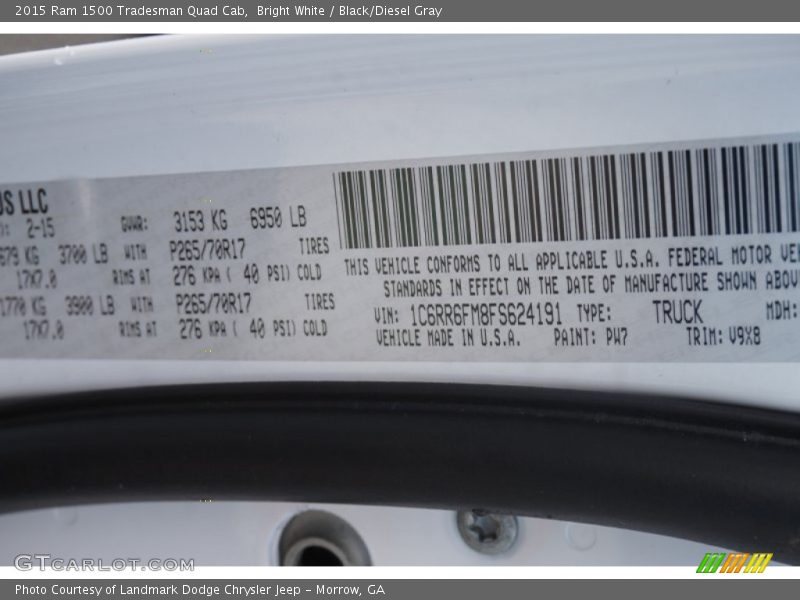 2015 Ram 1500 Tradesman Quad Cab, Bright White / Black/Diesel Gray
US LLC
2-15 GVWR: 3153 KG 6950 LB
KG 3700 LB WITH P265/70R17 TIRES
17X7.0 RIMS AT 276 KPA ( 40 PSI) COLD
1770 KG 3900 LB WITH P265/70R17 TIRES
17X7.0 RIMS AT 276 KPA ( 40 PSI) COLD
THIS VEHICLE CONFORMS TO ALL APPLICABLE U.S.A. FEDERAL MOTOR VEH
STANDARDS IN EFFECT ON THE DATE OF MANUFACTURE SHOWN ABOV
VIN: 1C6RR6FM8FS624191 TYPE: TRUCK MDH:
VEHICLE MADE IN U.S.A. PAINT: PW7 TRIM: V9X8
GTCarlot.com
Photo Courtesy of Landmark Dodge Chrysler Jeep - Morrow, GA